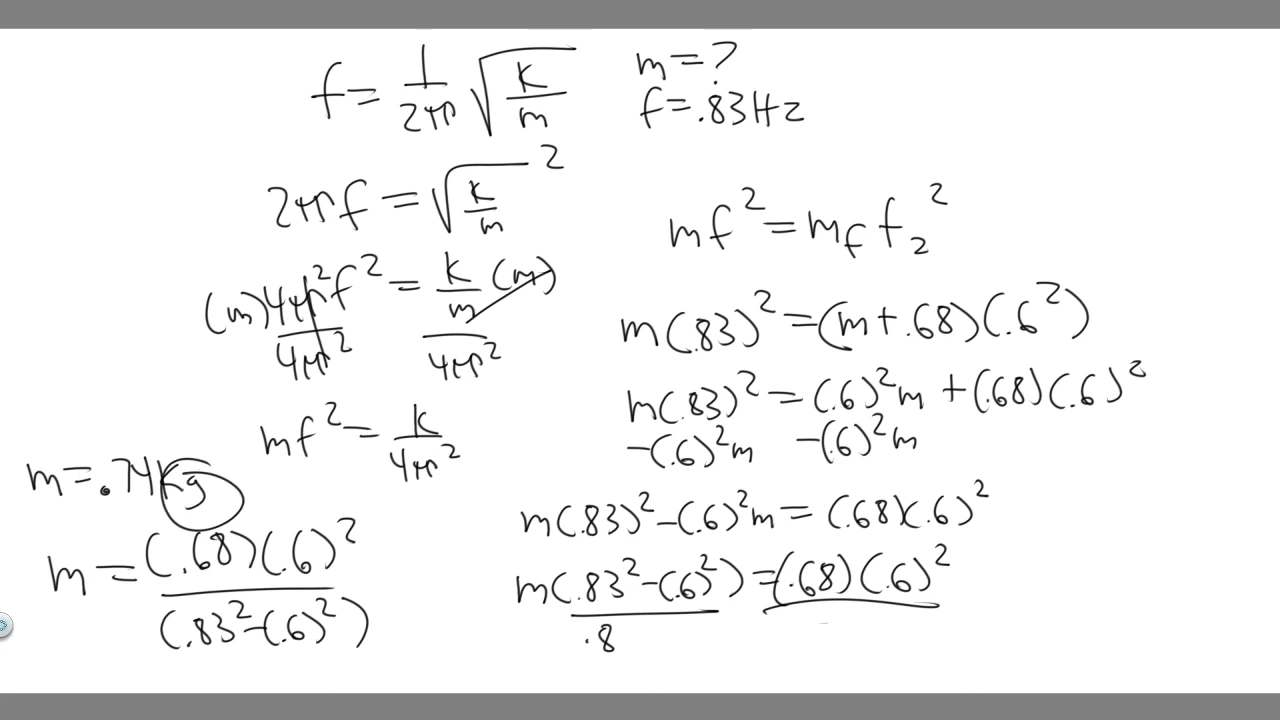 f = 1/2π √(k/m)
2πf = √(k/m) ²
(m)4π²f² = k/m (m)
4π² 4π²
mf² = k/4π²
m = .74Kg
m = (.68)(.6)²/(.83² - (.6)²)
m = ?
f = .83Hz
mf² = m_f f₂²
m(.83)² = (m + .68)(.6²)
m(.83)² = (.6)²m + (.68)(.6)²
-(.6)²m -(.6)²m
m(.83)² - (.6)²m = (.68)(.6)²
m(.83² - (.6)²) = (.68)(.6)²
.8